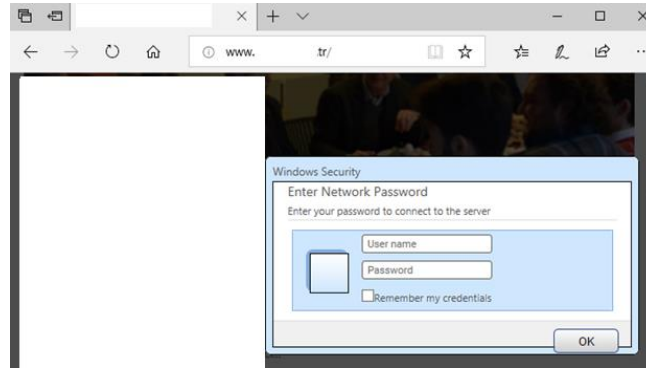 www. .tr/
Windows Security
Enter Network Password
Enter your password to connect to the server
User name
Password
Remember my credentials
OK